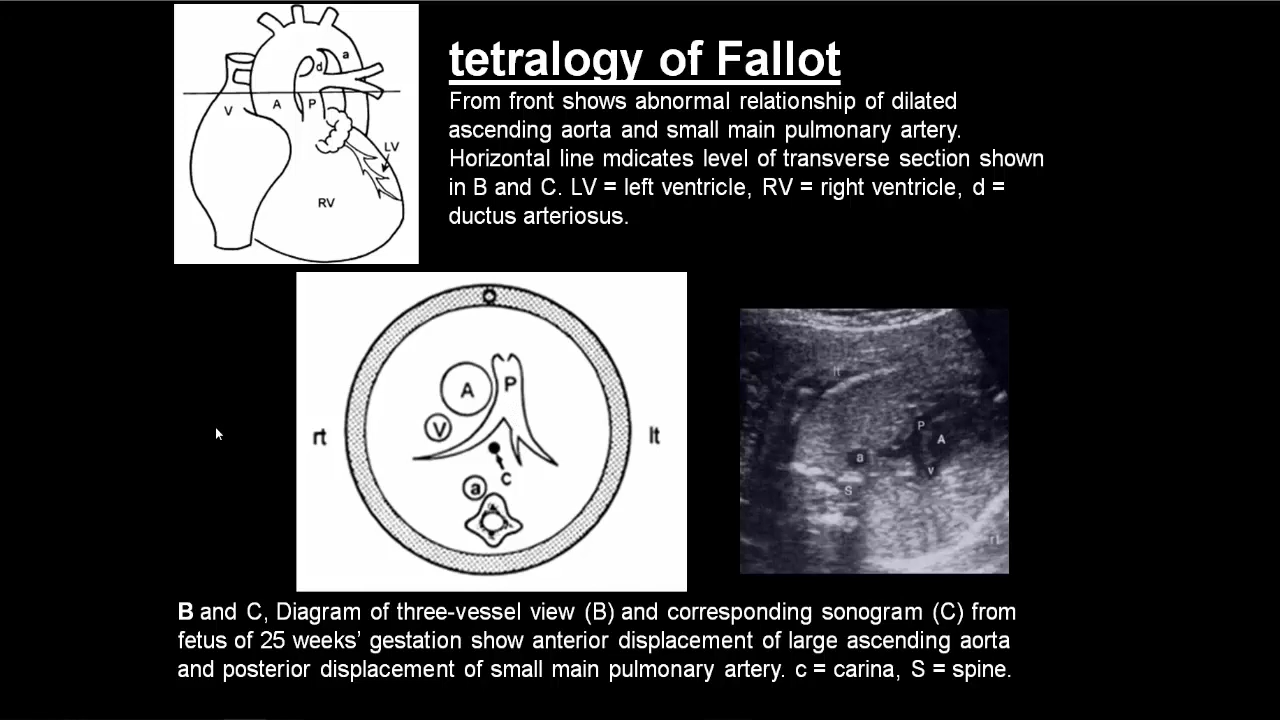 tetralogy of Fallot
From front shows abnormal relationship of dilated
ascending aorta and small main pulmonary artery.
Horizontal line mdicates level of transverse section shown
in B and C. LV = left ventricle, RV = right ventricle, d =
ductus arteriosus.
a
d
V A P
LV
RV
A P
V
rt lt
c
a
lt
P
A
a
v
S
rt
B and C, Diagram of three-vessel view (B) and corresponding sonogram (C) from
fetus of 25 weeks' gestation show anterior displacement of large ascending aorta
and posterior displacement of small main pulmonary artery. c = carina, S = spine.